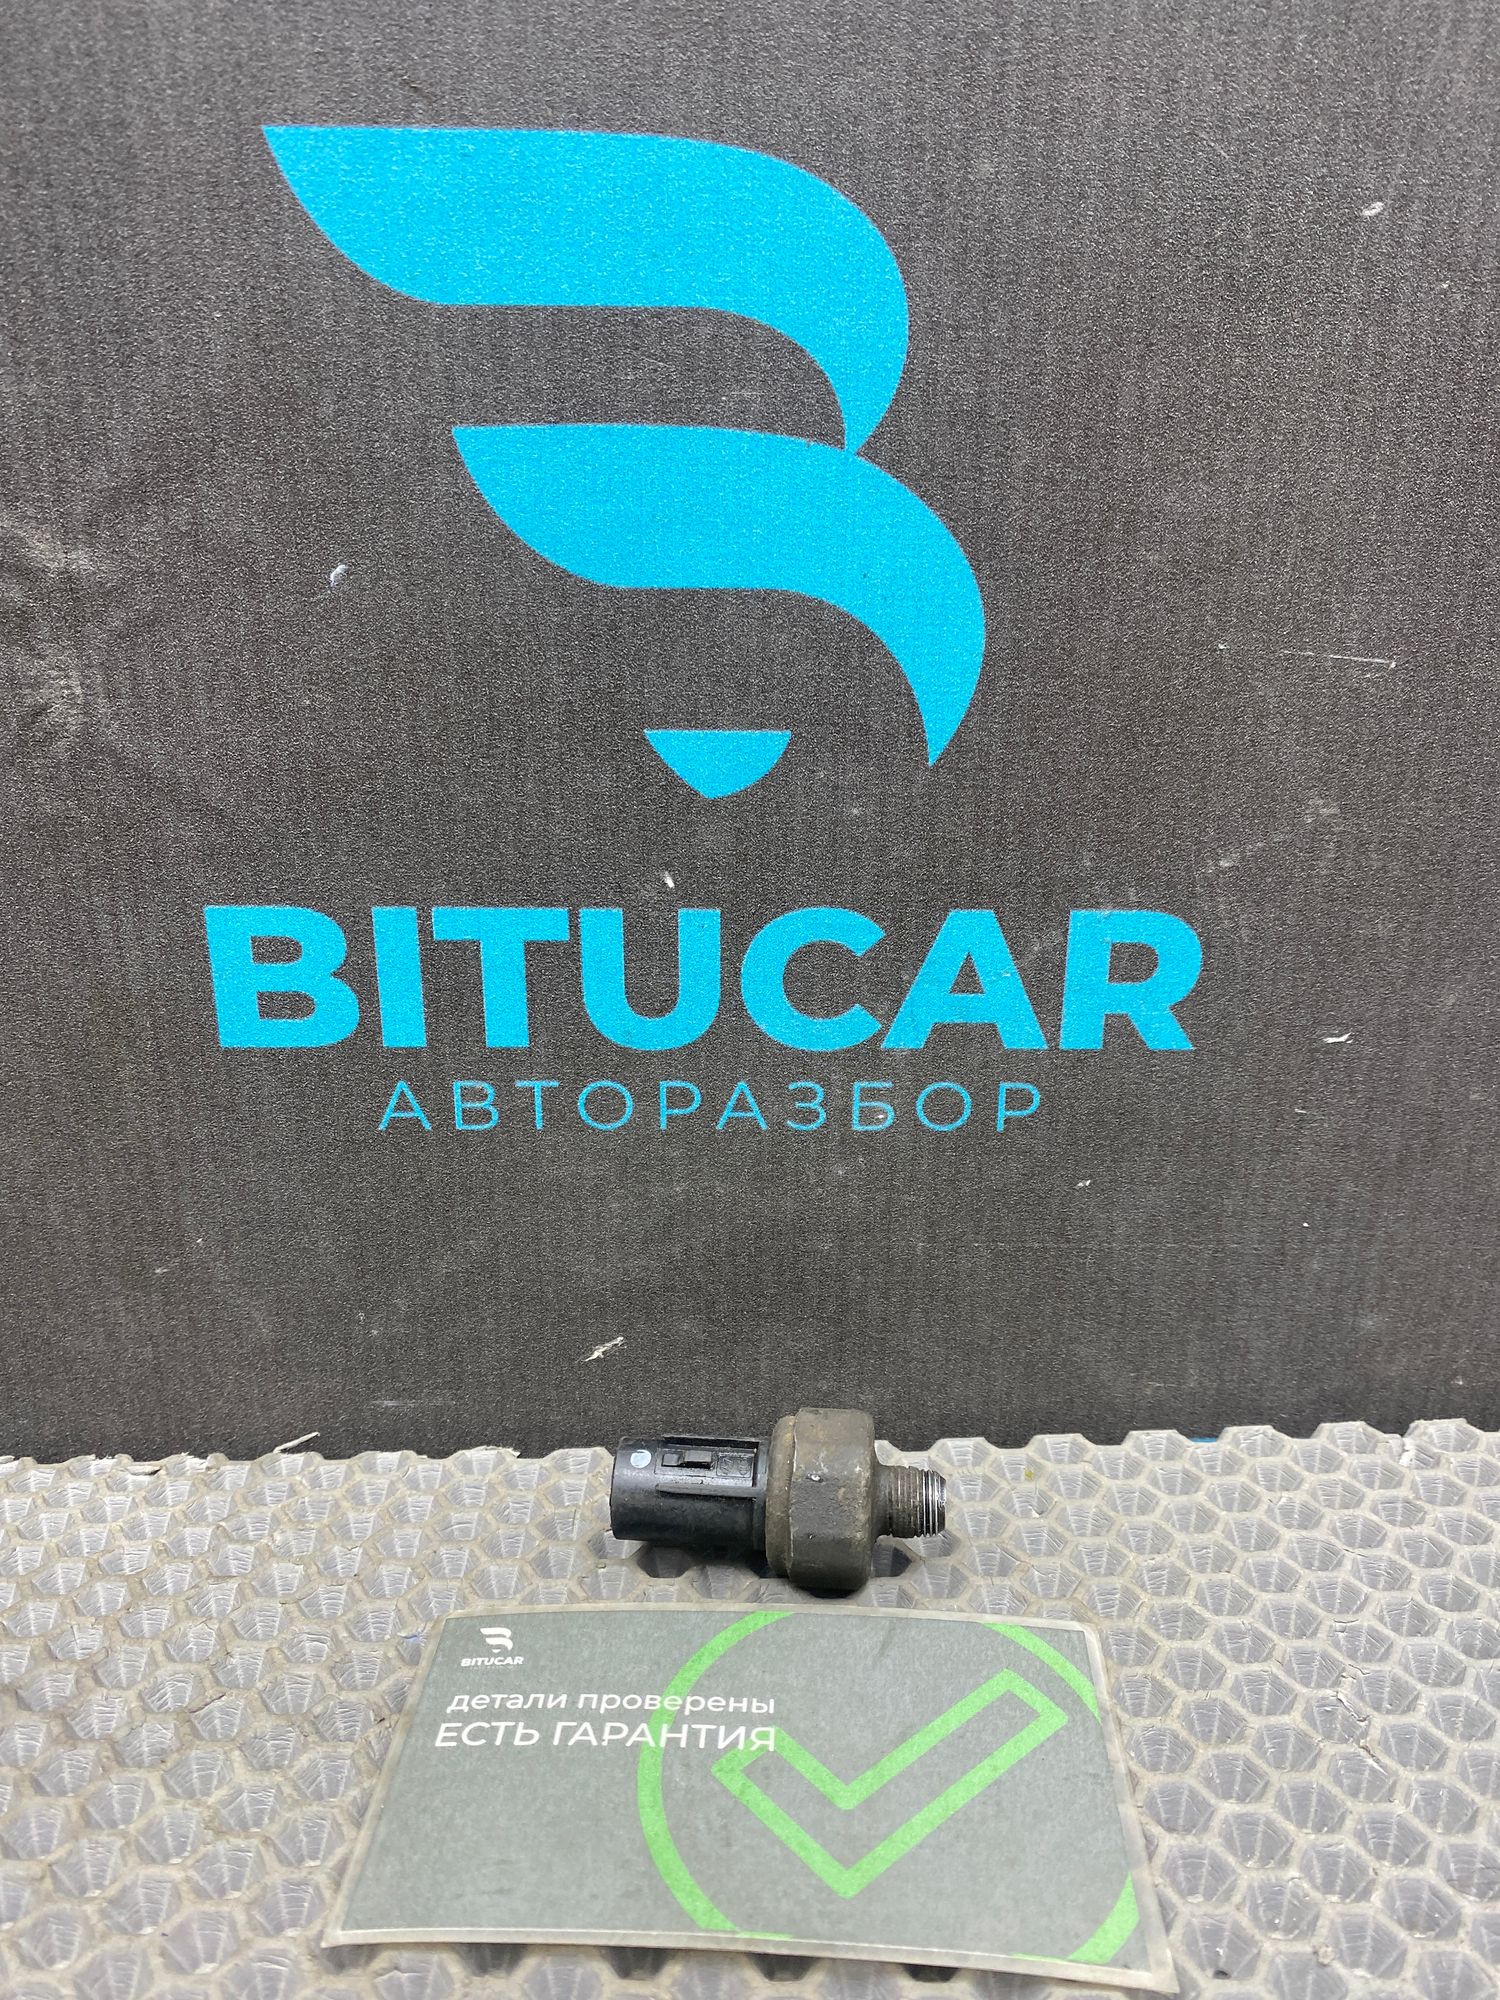 BITUCAR
АВТОРАЗБОР
BITUCAR
детали проверены
ЕСТЬ ГАРАНТИЯ